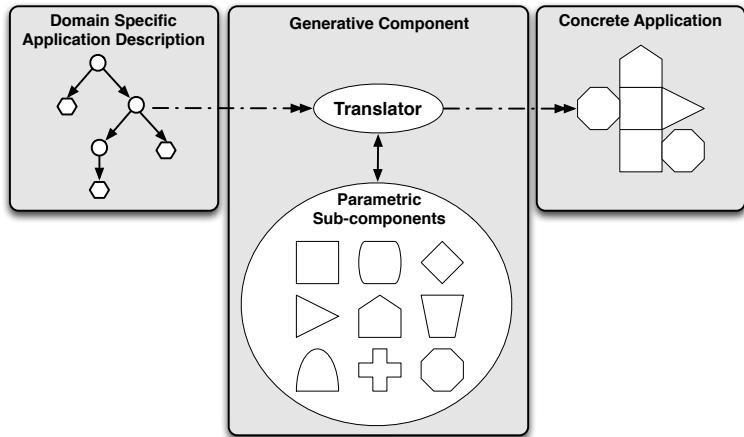 Domain Specific
Application Description
Generative Component
Concrete Application
Translator
Parametric
Sub-components